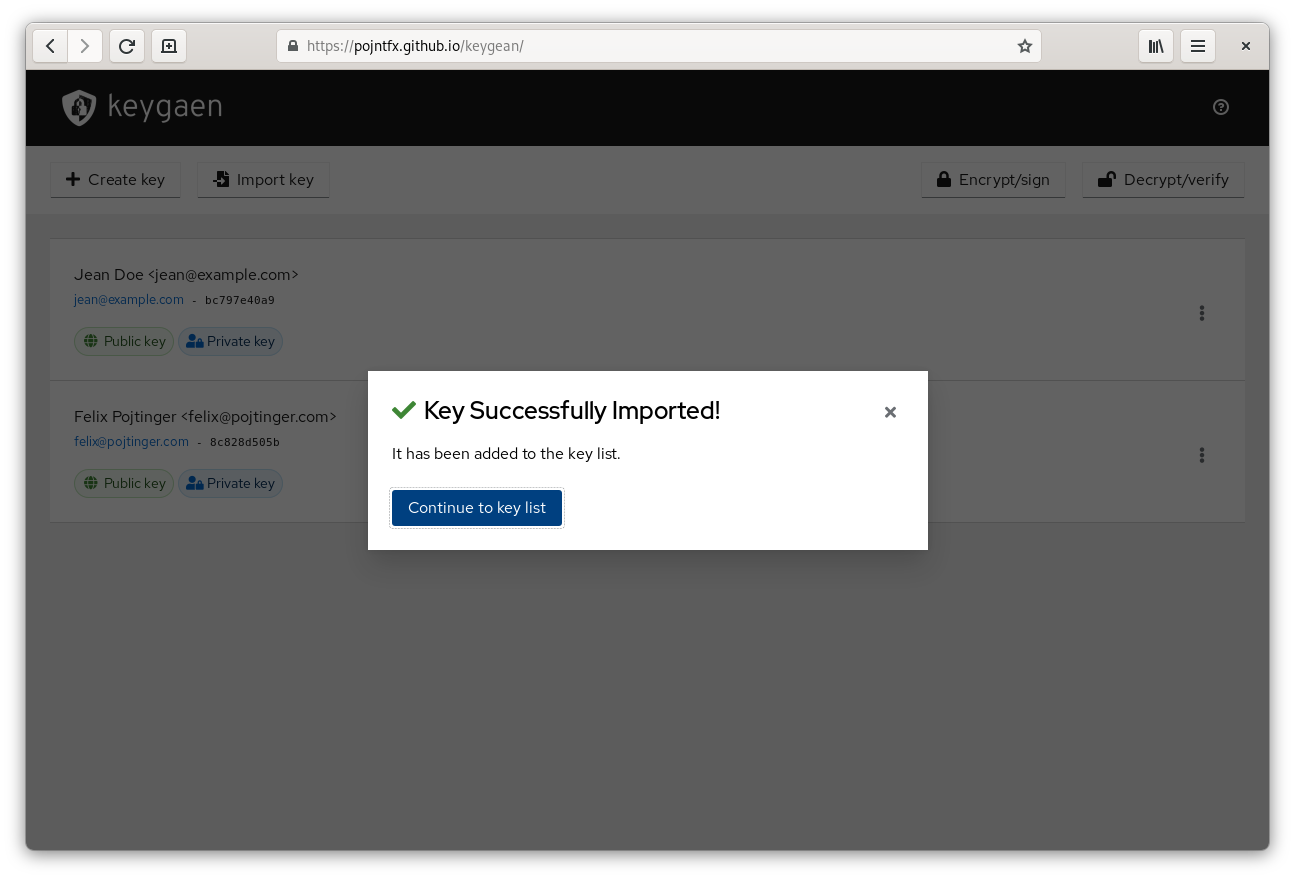 https://pojntfx.github.io/keygean/
keygaen
Create key
Import key
Encrypt/sign
Decrypt/verify
Jean Doe <jean@example.com>
jean@example.com - bc797e40a9
Public key
Private key
Felix Pojtinger <felix@pojtinger.com>
felix@pojtinger.com - 8c828d505b
Public key
Private key
Key Successfully Imported!
It has been added to the key list.
Continue to key list